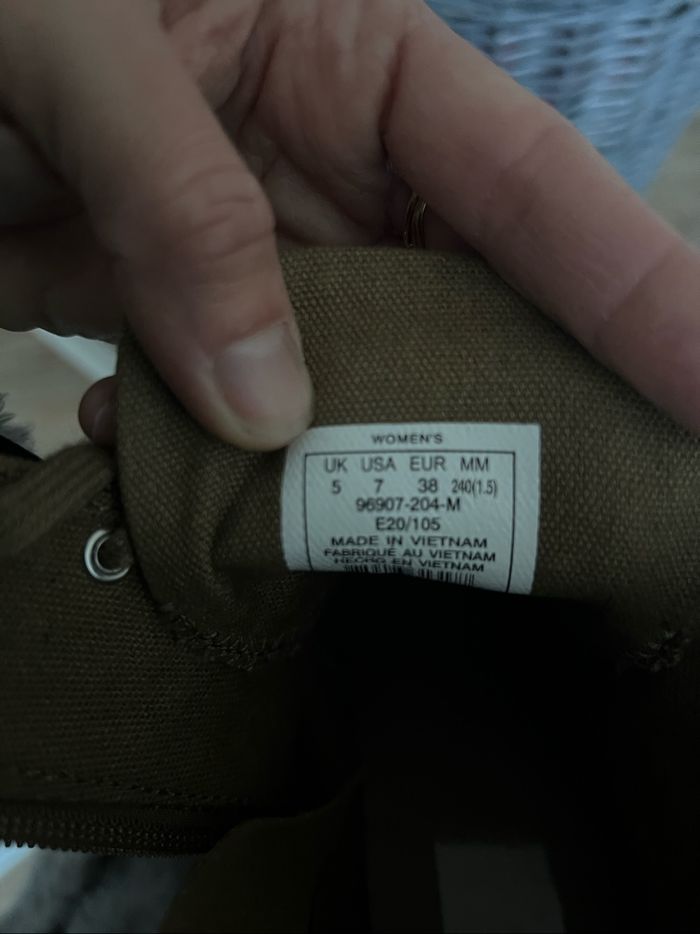 WOMEN'S
UK USA EUR MM
5 7 38 240(1.5)
96907-204-M
E20/105
MADE IN VIETNAM
FABRIQUÉ AU VIETNAM
HECHO EN VIETNAM